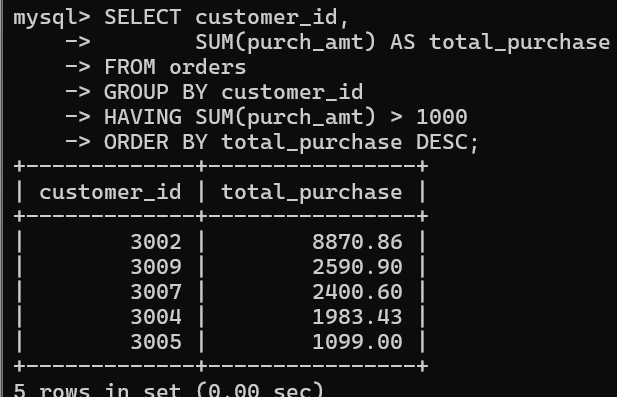 mysql> SELECT customer_id,
    ->        SUM(purch_amt) AS total_purchase
    -> FROM orders
    -> GROUP BY customer_id
    -> HAVING SUM(purch_amt) > 1000
    -> ORDER BY total_purchase DESC;
+-------------+----------------+
| customer_id | total_purchase |
+-------------+----------------+
|        3002 |        8870.86 |
|        3009 |        2590.90 |
|        3007 |        2400.60 |
|        3004 |        1983.43 |
|        3005 |        1099.00 |
+-------------+----------------+
5 rows in set (0.00 sec)